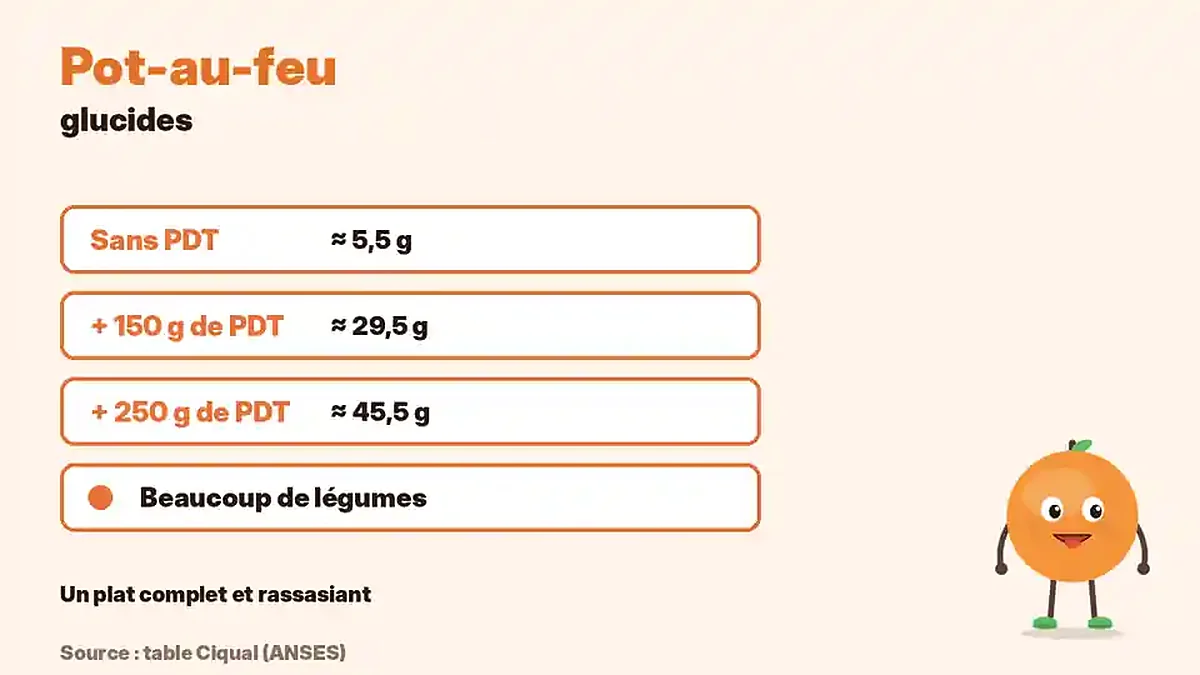 Pot-au-feu
glucides
Sans PDT ≈ 5,5 g
+ 150 g de PDT ≈ 29,5 g
+ 250 g de PDT ≈ 45,5 g
Beaucoup de légumes
Un plat complet et rassasiant
Source : table Ciqual (ANSES)